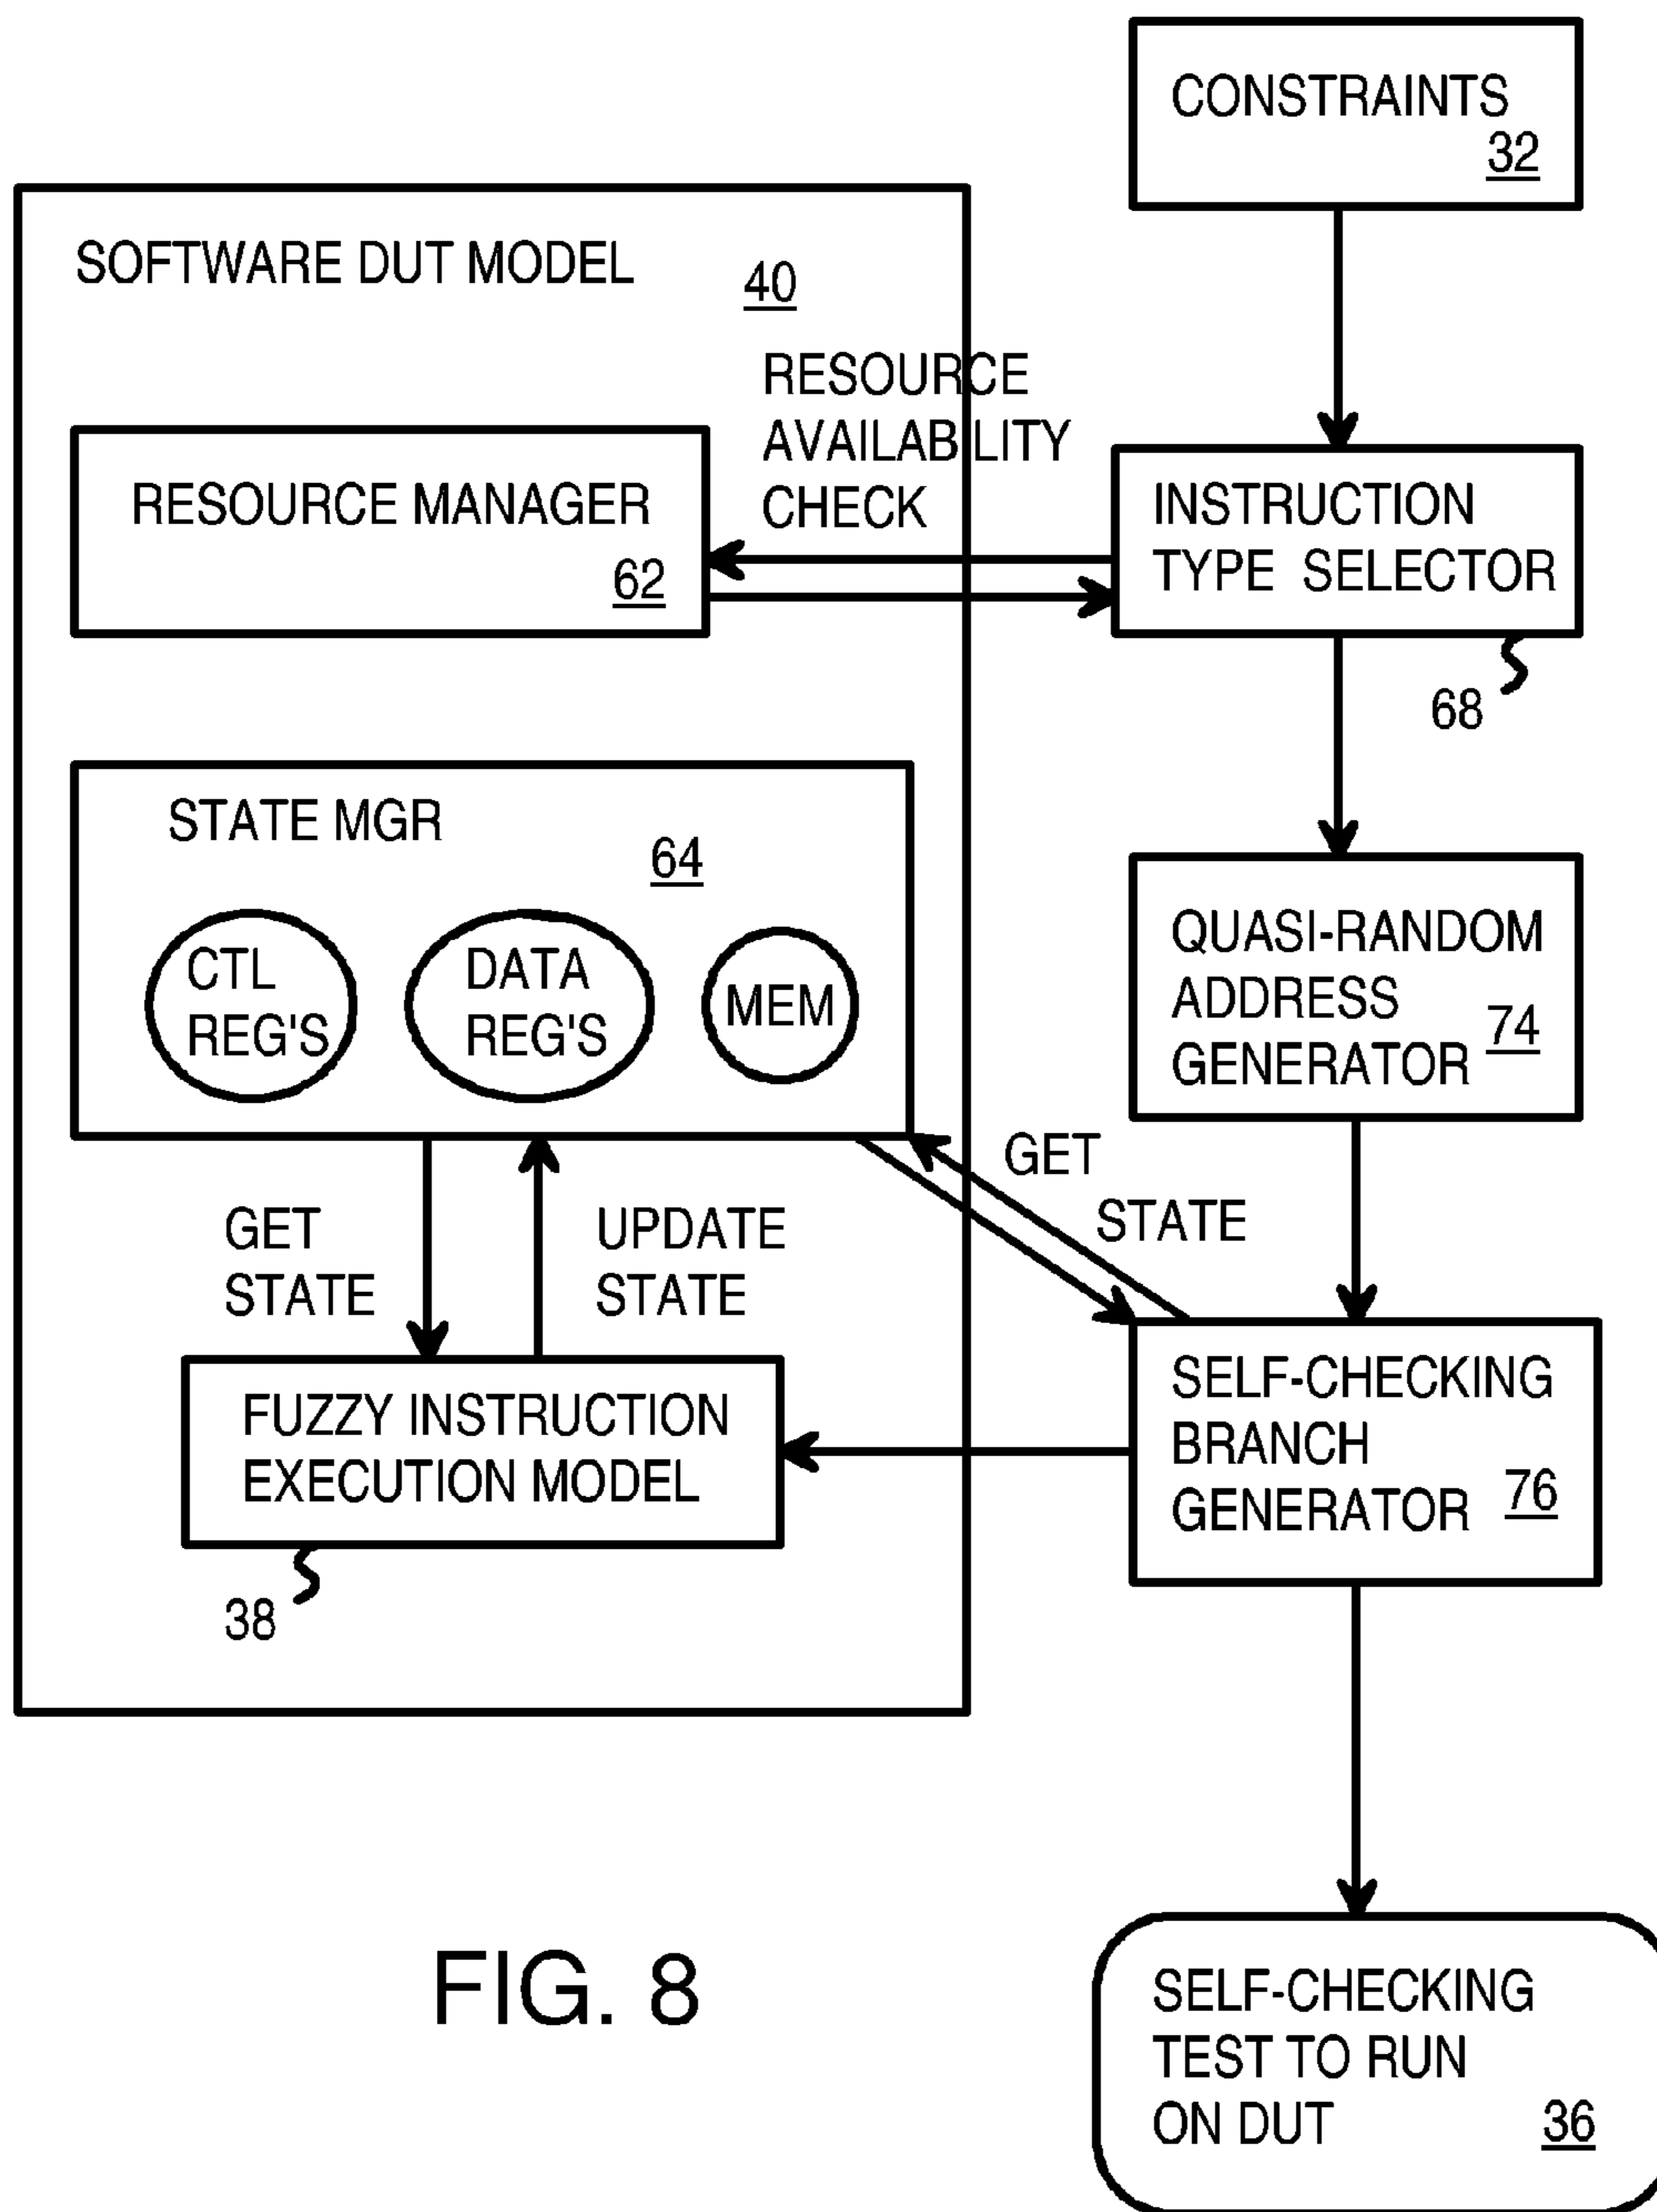 CONSTRAINTS
32
SOFTWARE DUT MODEL
40
RESOURCE
AVAILABILITY
CHECK
RESOURCE MANAGER
62
INSTRUCTION
TYPE SELECTOR
68
STATE MGR
64
CTL
REG'S
DATA
REG'S
MEM
QUASI-RANDOM
ADDRESS
GENERATOR
74
GET
STATE
GET
STATE
UPDATE
STATE
FUZZY INSTRUCTION
EXECUTION MODEL
38
SELF-CHECKING
BRANCH
GENERATOR
76
SELF-CHECKING
TEST TO RUN
ON DUT
36
FIG. 8